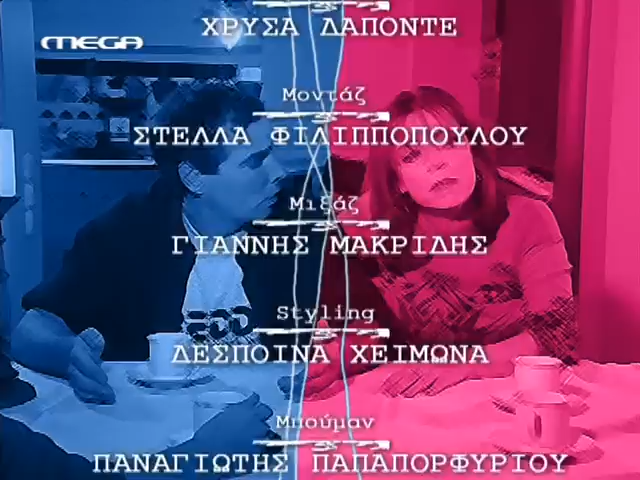 MEGA
ΧΡΥΣΑ ΔΑΠΟΝΤΕ
Μοντάζ
ΣΤΕΛΛΑ ΦΙΛΙΠΠΟΠΟΥΛΟΥ
Μιξάζ
ΓΙΑΝΝΗΣ ΜΑΚΡΙΔΗΣ
Styling
ΔΕΣΠΟΙΝΑ ΧΕΙΜΩΝΑ
Μπούμαν
ΠΑΝΑΓΙΩΤΗΣ ΠΑΠΑΠΟΡΦΥΡΙΟΥ